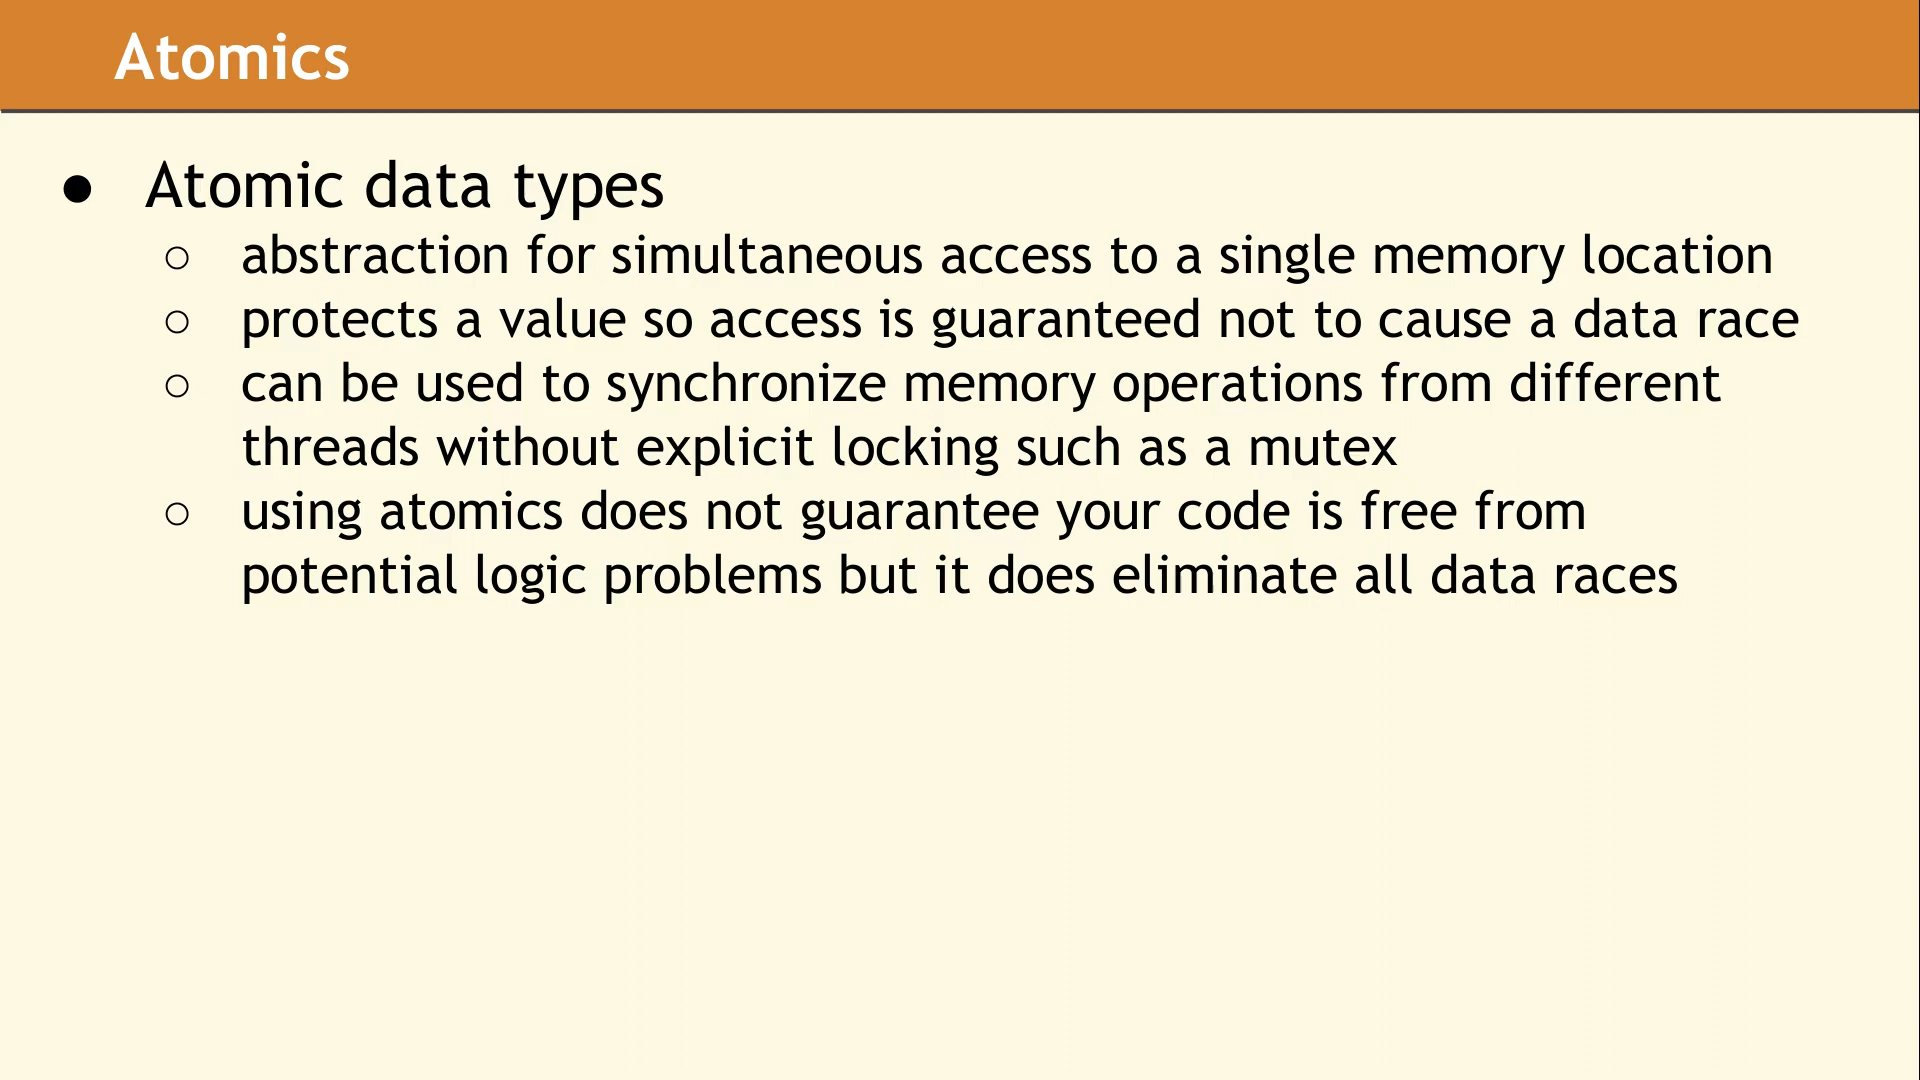 Atomics
● Atomic data types
○ abstraction for simultaneous access to a single memory location
○ protects a value so access is guaranteed not to cause a data race
○ can be used to synchronize memory operations from different
threads without explicit locking such as a mutex
○ using atomics does not guarantee your code is free from
potential logic problems but it does eliminate all data races